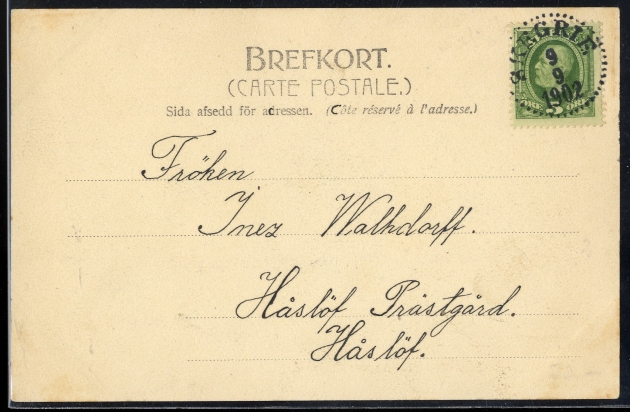 BREFKORT.
(CARTE POSTALE.)
Sida afsedd för adressen. (Côte réservé à l'adresse.)
9
9
1902
Fröken
Inez Walhdorff.
Håslöf Prästgård.
Håslöf.